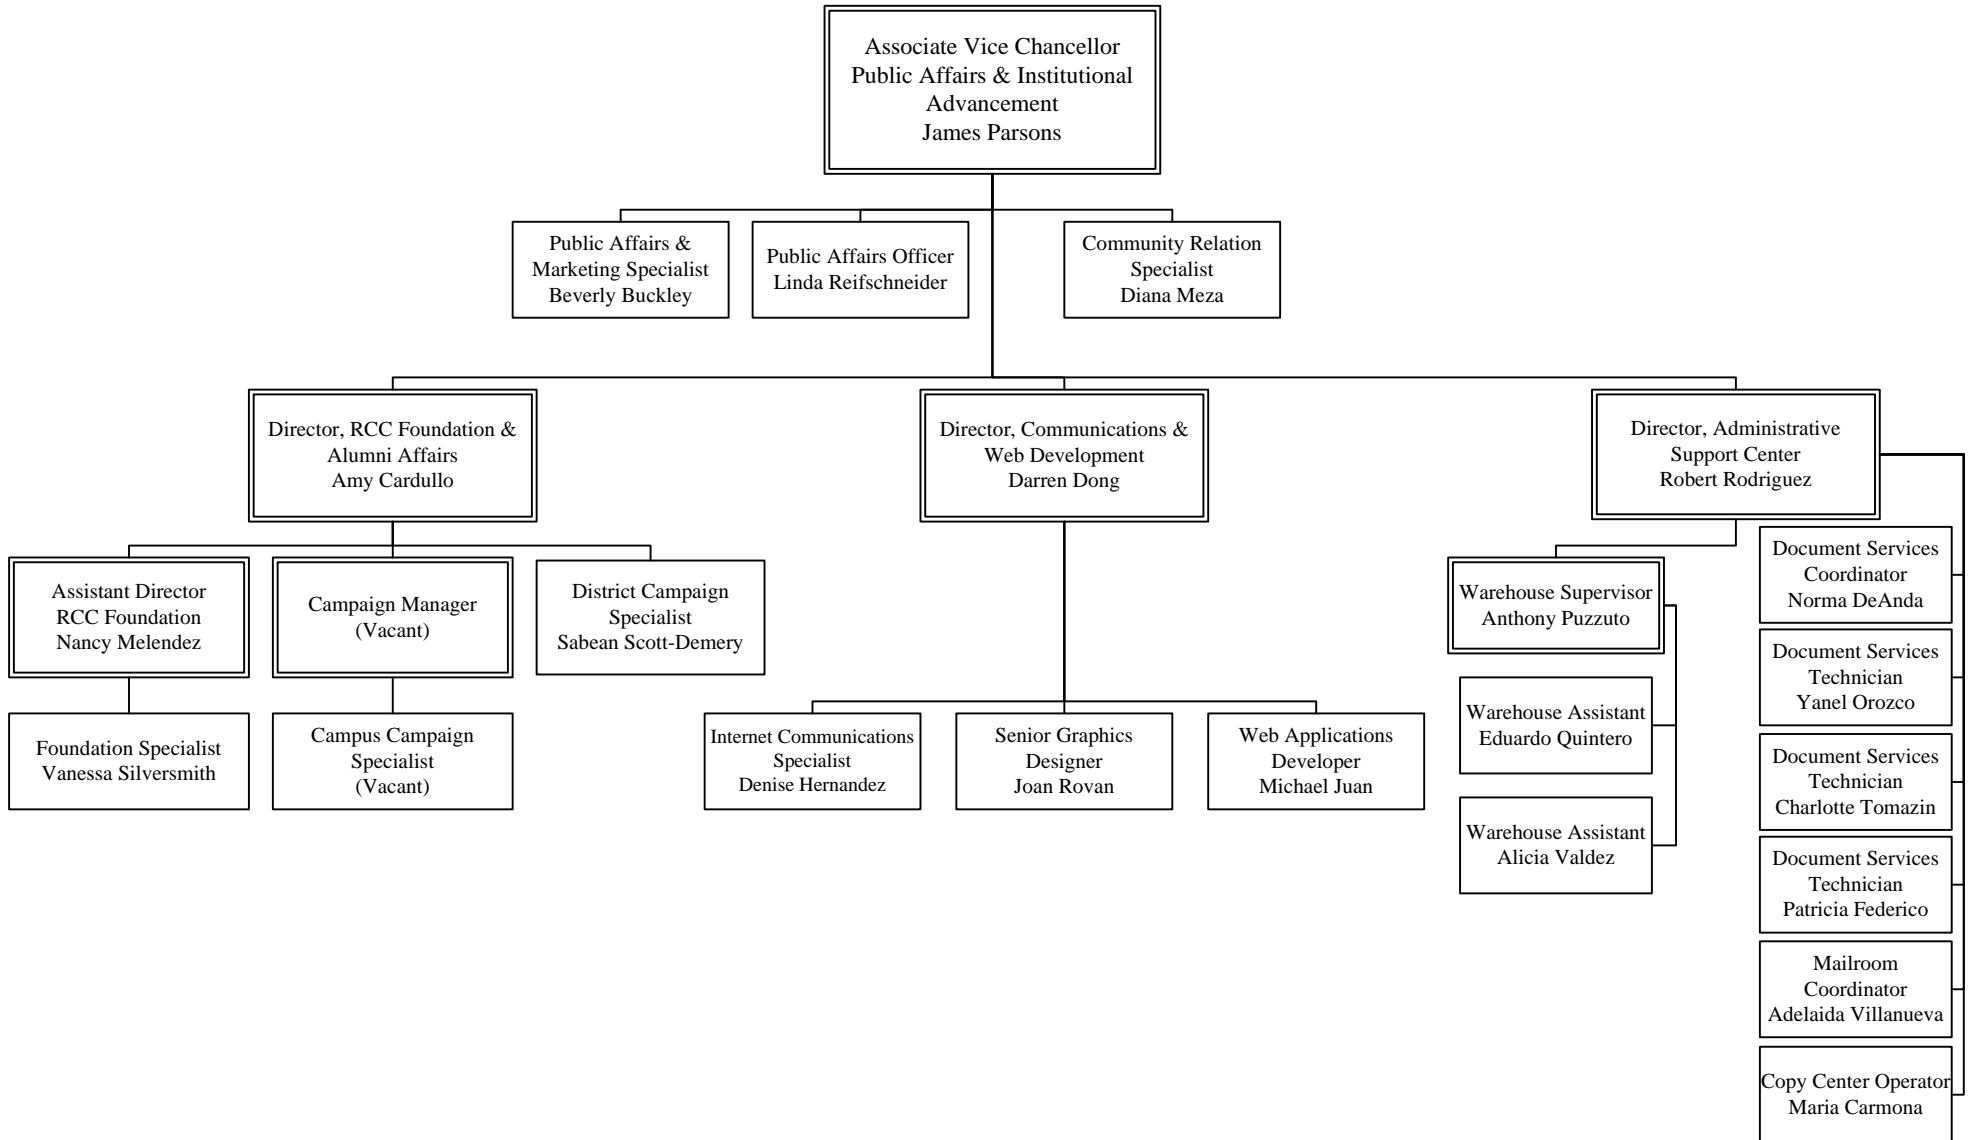 Associate Vice Chancellor
Public Affairs & Institutional
Advancement
James Parsons
Public Affairs &
Marketing Specialist
Beverly Buckley
Public Affairs Officer
Linda Reifschneider
Community Relation
Specialist
Diana Meza
Director, RCC Foundation &
Alumni Affairs
Amy Cardullo
Director, Communications &
Web Development
Darren Dong
Director, Administrative
Support Center
Robert Rodriguez
Assistant Director
RCC Foundation
Nancy Melendez
Campaign Manager
(Vacant)
District Campaign
Specialist
Sabean Scott-Demery
Foundation Specialist
Vanessa Silversmith
Campus Campaign
Specialist
(Vacant)
Internet Communications
Specialist
Denise Hernandez
Senior Graphics
Designer
Joan Rovan
Web Applications
Developer
Michael Juan
Warehouse Supervisor
Anthony Puzzuto
Warehouse Assistant
Eduardo Quintero
Warehouse Assistant
Alicia Valdez
Document Services
Coordinator
Norma DeAnda
Document Services
Technician
Yanel Orozco
Document Services
Technician
Charlotte Tomazin
Document Services
Technician
Patricia Federico
Mailroom
Coordinator
Adelaida Villanueva
Copy Center Operator
Maria Carmona